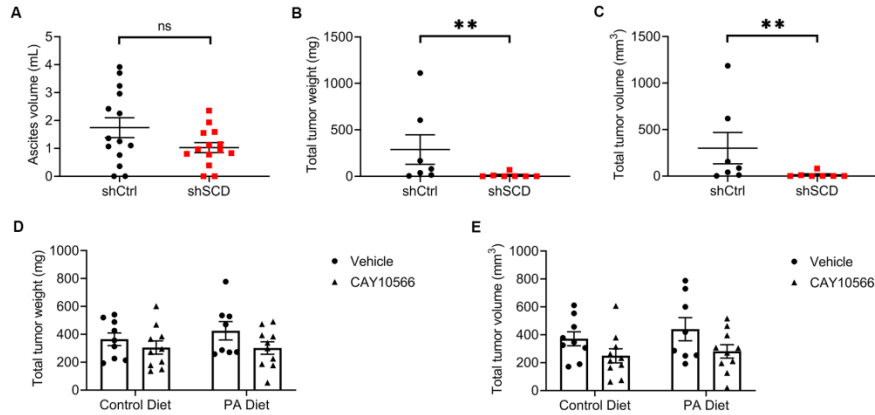 A
ns
Ascites volume (mL)
5
4
3
2
1
0
shCtrl
shSCD
B
**
Total tumor weight (mg)
1500
1000
500
0
shCtrl
shSCD
C
**
Total tumor volume (mm³)
1500
1000
500
0
shCtrl
shSCD
D
Total tumor weight (mg)
1000
800
600
400
200
0
Control Diet
PA Diet
Vehicle
CAY10566
E
Total tumor volume (mm³)
1000
800
600
400
200
0
Control Diet
PA Diet
Vehicle
CAY10566